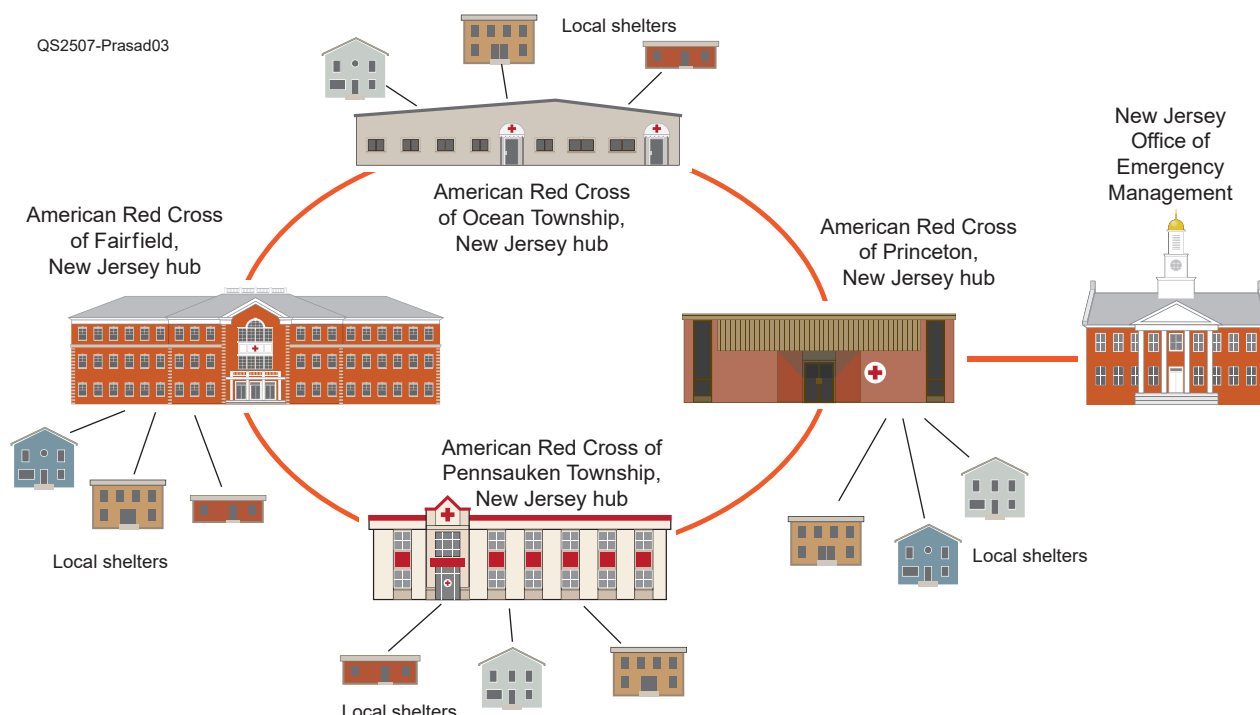 QS2507-Prasad03
Local shelters
New Jersey
Office of
Emergency
Management
American Red Cross
of Ocean Township,
New Jersey hub
American Red Cross
of Fairfield,
New Jersey hub
American Red Cross
of Princeton,
New Jersey hub
American Red Cross of
Pennsauken Township,
New Jersey hub
Local shelters
Local shelters
Local shelters